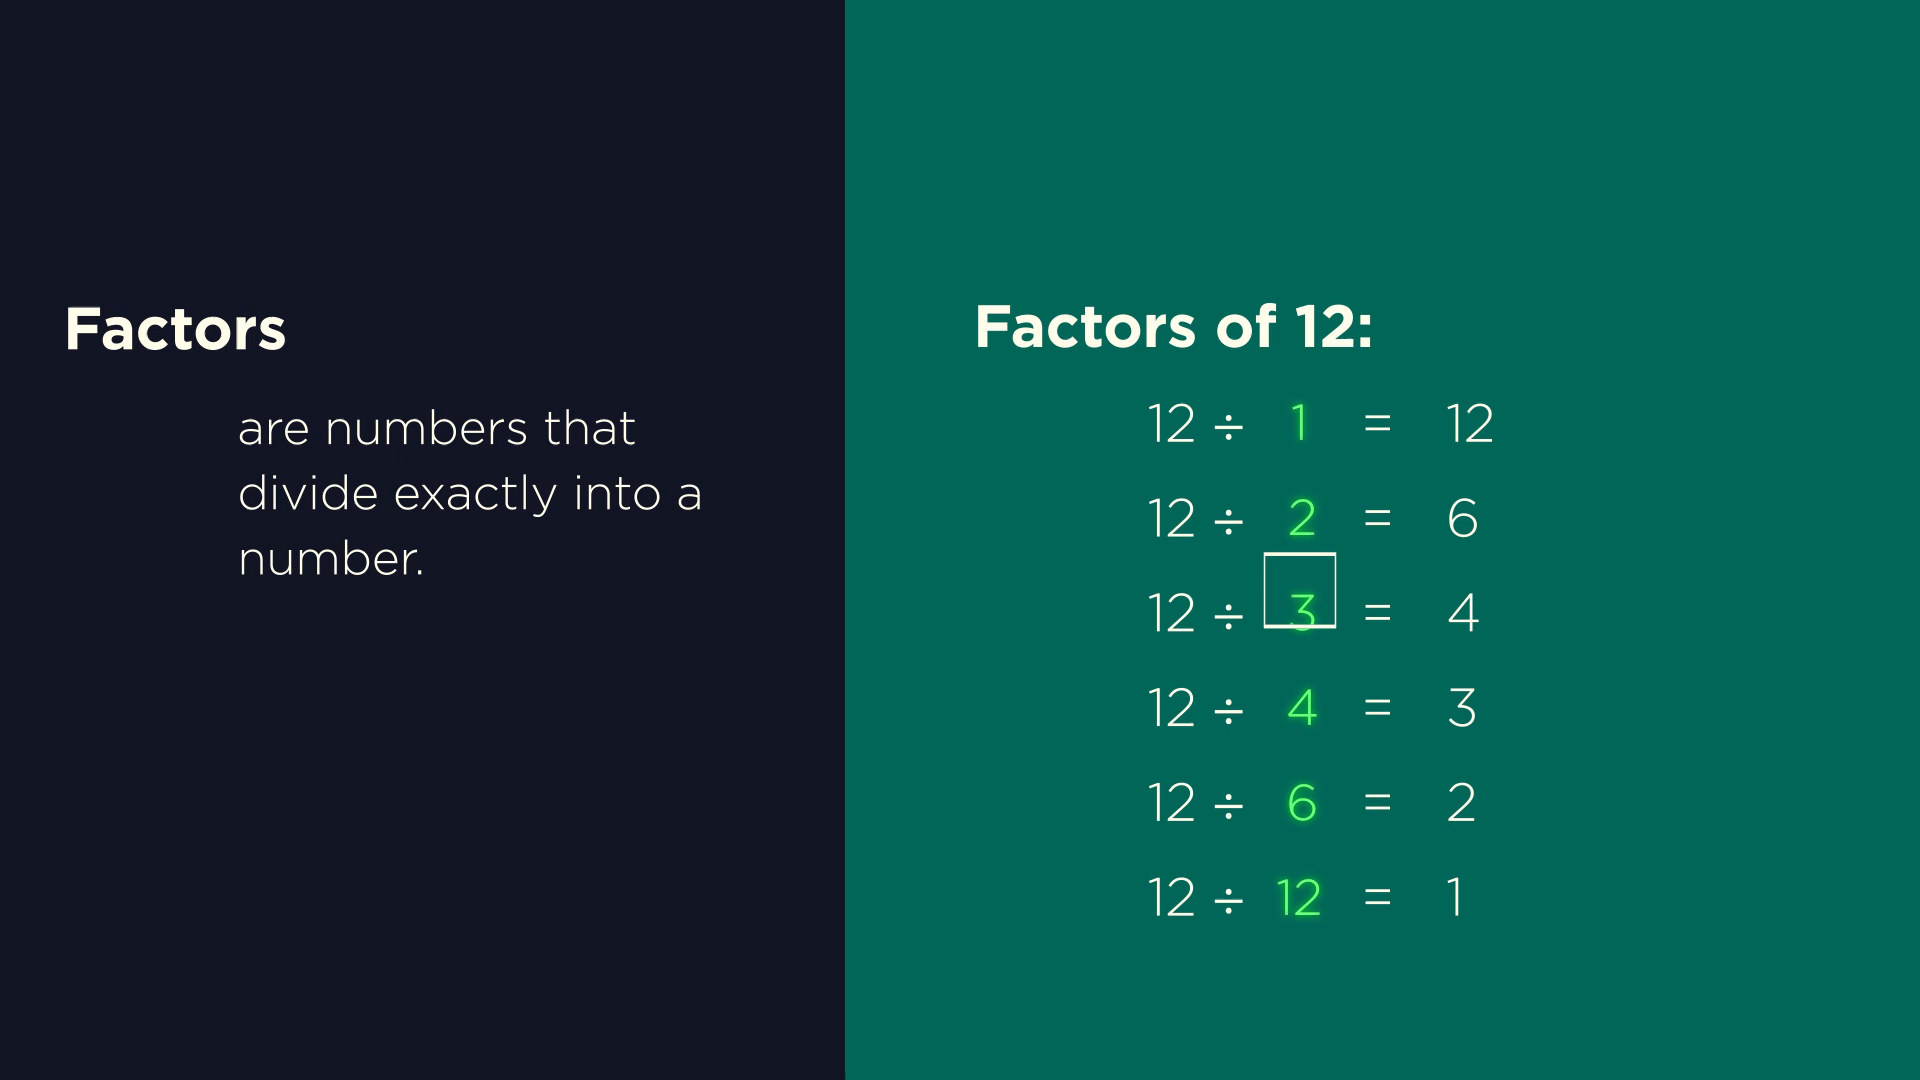 Factors
are numbers that
divide exactly into a
number.
Factors of 12:
12 ÷ 1 = 12
12 ÷ 2 = 6
12 ÷ 3 = 4
12 ÷ 4 = 3
12 ÷ 6 = 2
12 ÷ 12 = 1